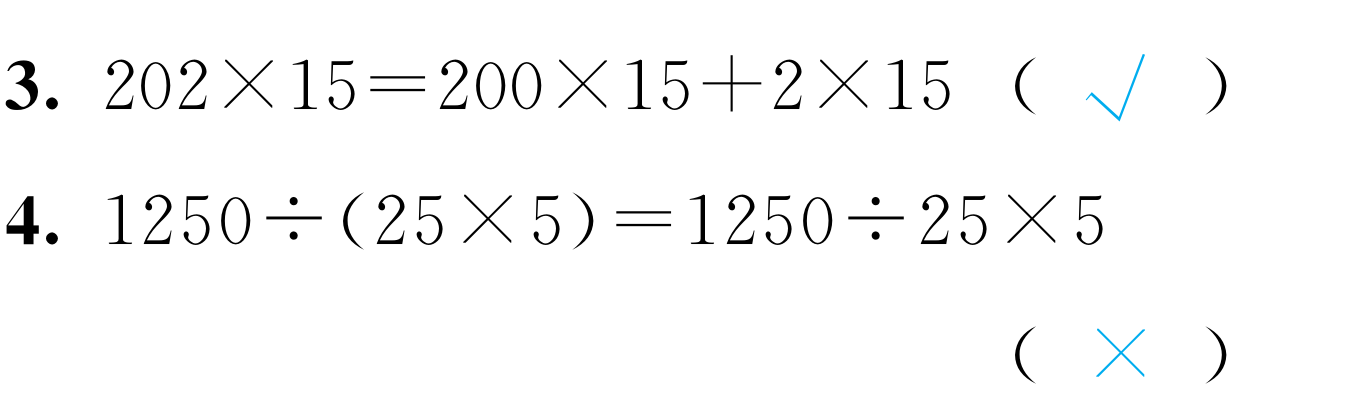 3. 202×15=200×15+2×15 ( √ )
4. 1250÷(25×5)=1250÷25×5
( × )